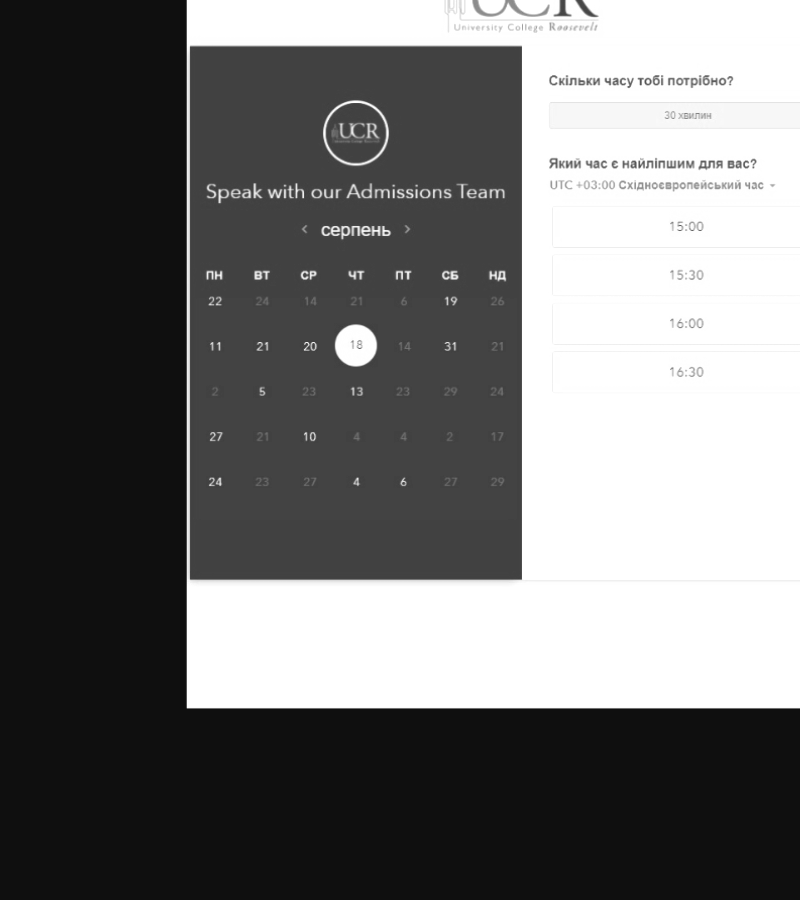 UCR
University College Roosevelt
UCR
Speak with our Admissions Team
< серпень >
ПН ВТ СР ЧТ ПТ СБ НД
22 24 14 21 6 19 26
11 21 20 18 14 31 21
2 5 23 13 23 29 24
27 21 10 4 4 2 17
24 23 27 4 6 27 29
Скільки часу тобі потрібно?
30 хвилин
Який час є найліпшим для вас?
UTC +03:00 Східноєвропейський час
15:00
15:30
16:00
16:30